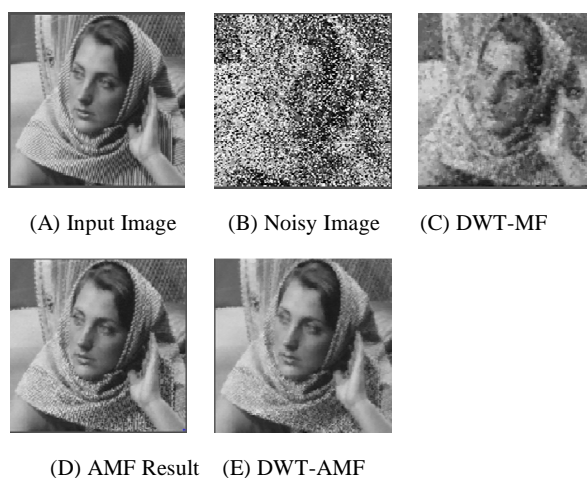 (A) Input Image
(B) Noisy Image
(C) DWT-MF
(D) AMF Result
(E) DWT-AMF